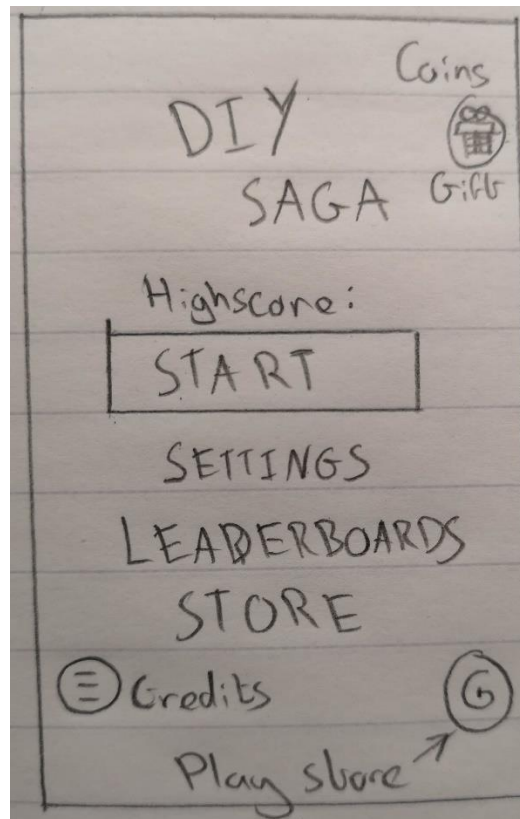 Coins
DIY
SAGA
Gift
Highscore:
START
SETTINGS
LEADERBOARDS
STORE
Credits
G
Play store